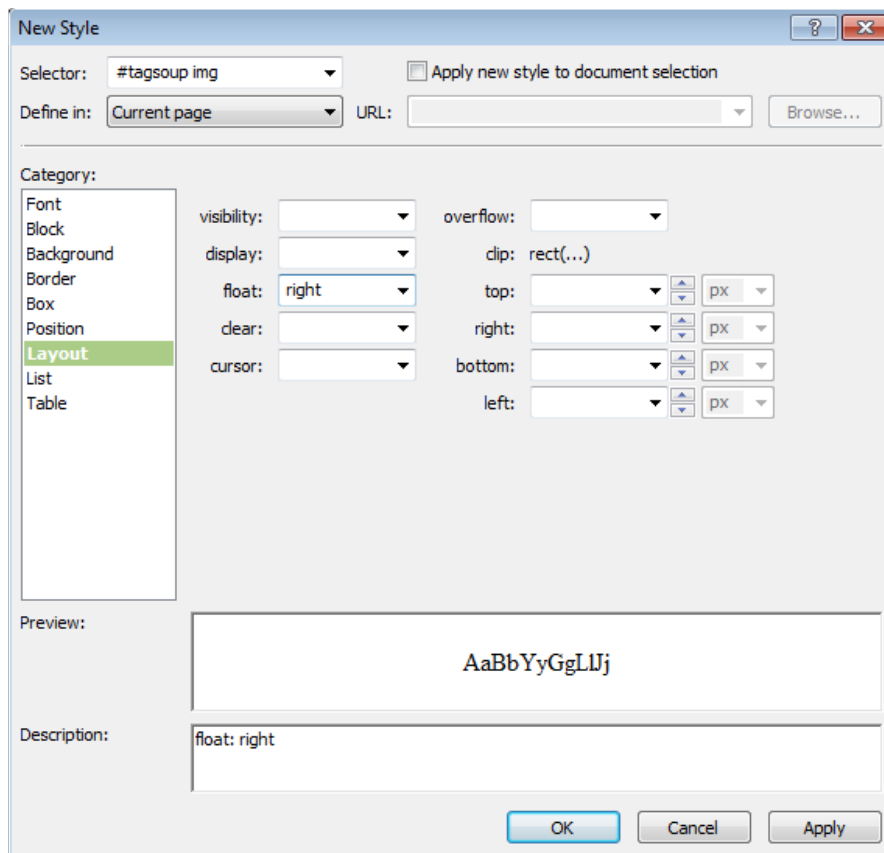 New Style
Selector: #tagsoup img Apply new style to document selection
Define in: Current page URL: Browse...
Category:
Font
Block
Background
Border
Box
Position
Layout
List
Table
visibility: overflow:
display: clip: rect(...)
float: right top: px
clear: right: px
cursor: bottom: px
left: px
Preview:
AaBbYyGgLlJj
Description:
float: right
OK Cancel Apply